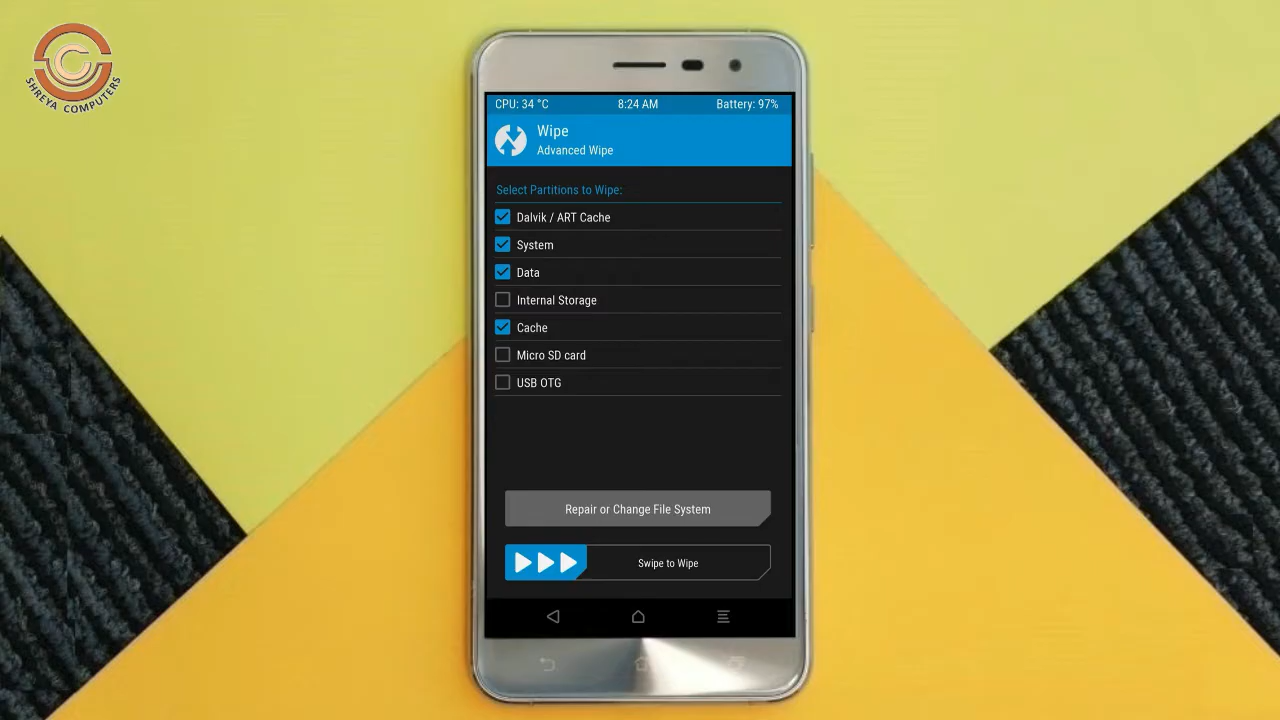 SHREYA COMPUTERS
CPU: 34 °C 8:24 AM Battery: 97%
Wipe
Advanced Wipe
Select Partitions to Wipe:
Dalvik / ART Cache
System
Data
Internal Storage
Cache
Micro SD card
USB OTG
Repair or Change File System
Swipe to Wipe